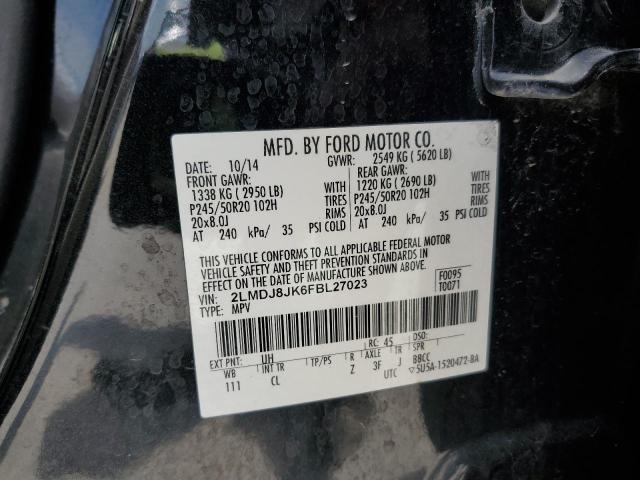 MFD. BY FORD MOTOR CO.
DATE: 10/14 GVWR: 2549 KG ( 5620 LB)
FRONT GAWR: REAR GAWR:
1338 KG ( 2950 LB) WITH 1220 KG ( 2690 LB) WITH
P245/50R20 102H TIRES P245/50R20 102H TIRES
20x8.0J RIMS 20x8.0J RIMS
AT 240 kPa/ 35 PSI COLD AT 240 kPa/ 35 PSI COLD
THIS VEHICLE CONFORMS TO ALL APPLICABLE FEDERAL MOTOR
VEHICLE SAFETY AND THEFT PREVENTION STANDARDS IN
EFFECT ON THE DATE OF MANUFACTURE SHOWN ABOVE.
VIN: 2LMDJ8JK6FBL27023 F0095
TYPE: MPV T0071
EXT PNT: UH RC: 45 DSO:
WB INT TR TP/PS R AXLE TR SPR
111 CL Z 3F J BBCC
UTC ▽5U5A-1520472-BA